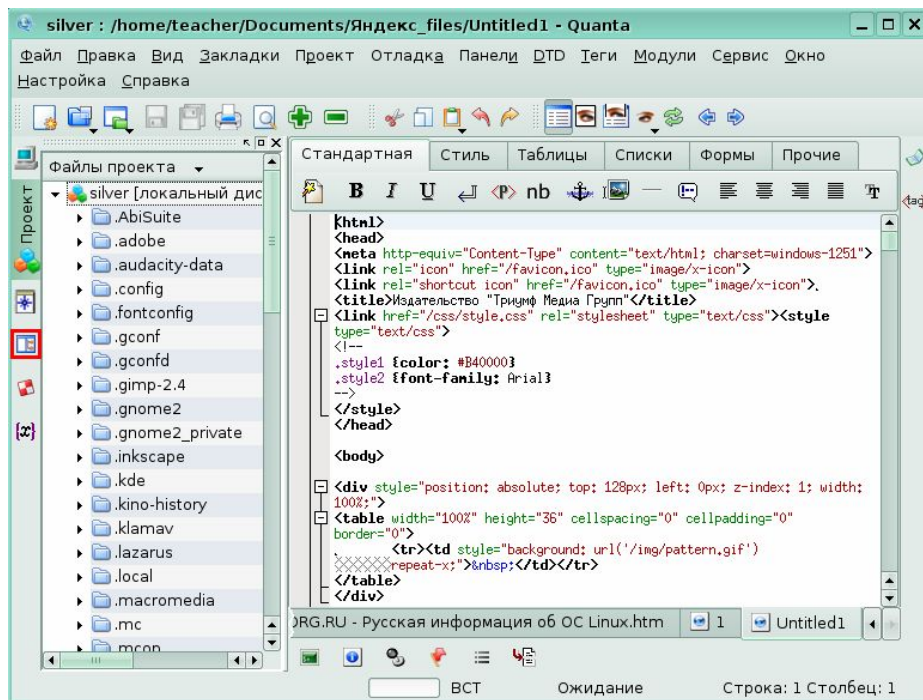 silver : /home/teacher/Documents/Яндекс_files/Untitled1 - Quanta
Файл Правка Вид Закладки Проект Отладка Панели DTD Теги Модули Сервис Окно
Настройка Справка
Файлы проекта
Проект
silver [локальный дис
.AbiSuite
.adobe
.audacity-data
.config
.fontconfig
.gconf
.gconfd
.gimp-2.4
.gnome2
.gnome2_private
.inkscape
.kde
.kino-history
.klamav
.lazarus
.local
.macromedia
.mc
.mcop
{x}
Стандартная Стиль Таблицы Списки Формы Прочие
B I U <P> nb Tr
<tag
<html>
<head>
<meta http-equiv="Content-Type" content="text/html; charset=windows-1251">
<link rel="icon" href="/favicon.ico" type="image/x-icon">
<link rel="shortcut icon" href="/favicon.ico" type="image/x-icon">.
<title>Издательство "Триумф Медиа Групп"</title>
<link href="/css/style.css" rel="stylesheet" type="text/css"><style
type="text/css">
<!--
.style1 {color: #B40000}
.style2 {font-family: Arial}
-->
</style>
</head>
<body>
<div style="position: absolute; top: 128px; left: 0px; z-index: 1; width:
100%;">
<table width="100%" height="36" cellspacing="0" cellpadding="0"
border="0">
. <tr><td style="background: url('/img/pattern.gif')
repeat-x;">&nbsp;</td></tr>
</table>
</div>
ORG.RU - Русская информация об ОС Linux.htm 1 Untitled1
ВСТ Ожидание Строка: 1 Столбец: 1